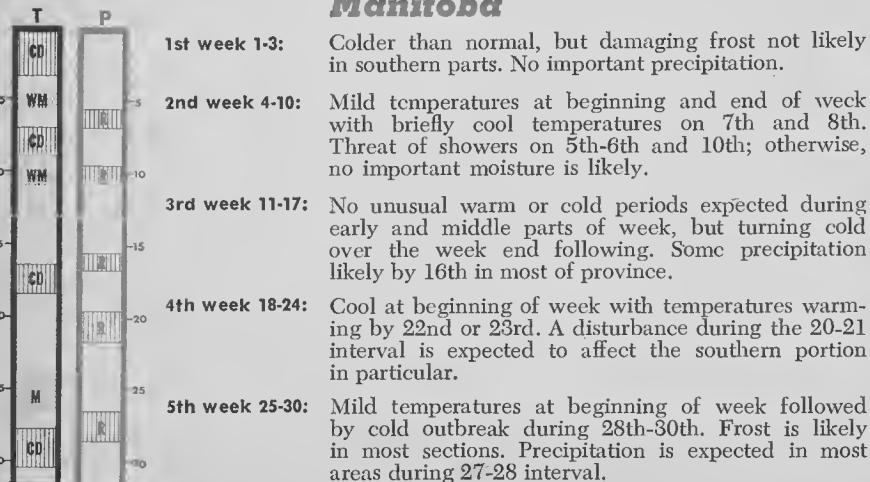 Manitoba
T P
CD
WM
CD
WM
CD
M
CD
R
R
R
R
R
5
10
15
20
25
30
1st week 1-3: Colder than normal, but damaging frost not likely
in southern parts. No important precipitation.
2nd week 4-10: Mild temperatures at beginning and end of week
with briefly cool temperatures on 7th and 8th.
Threat of showers on 5th-6th and 10th; otherwise,
no important moisture is likely.
3rd week 11-17: No unusual warm or cold periods expected during
early and middle parts of week, but turning cold
over the week end following. Some precipitation
likely by 16th in most of province.
4th week 18-24: Cool at beginning of week with temperatures warm-
ing by 22nd or 23rd. A disturbance during the 20-21
interval is expected to affect the southern portion
in particular.
5th week 25-30: Mild temperatures at beginning of week followed
by cold outbreak during 28th-30th. Frost is likely
in most sections. Precipitation is expected in most
areas during 27-28 interval.